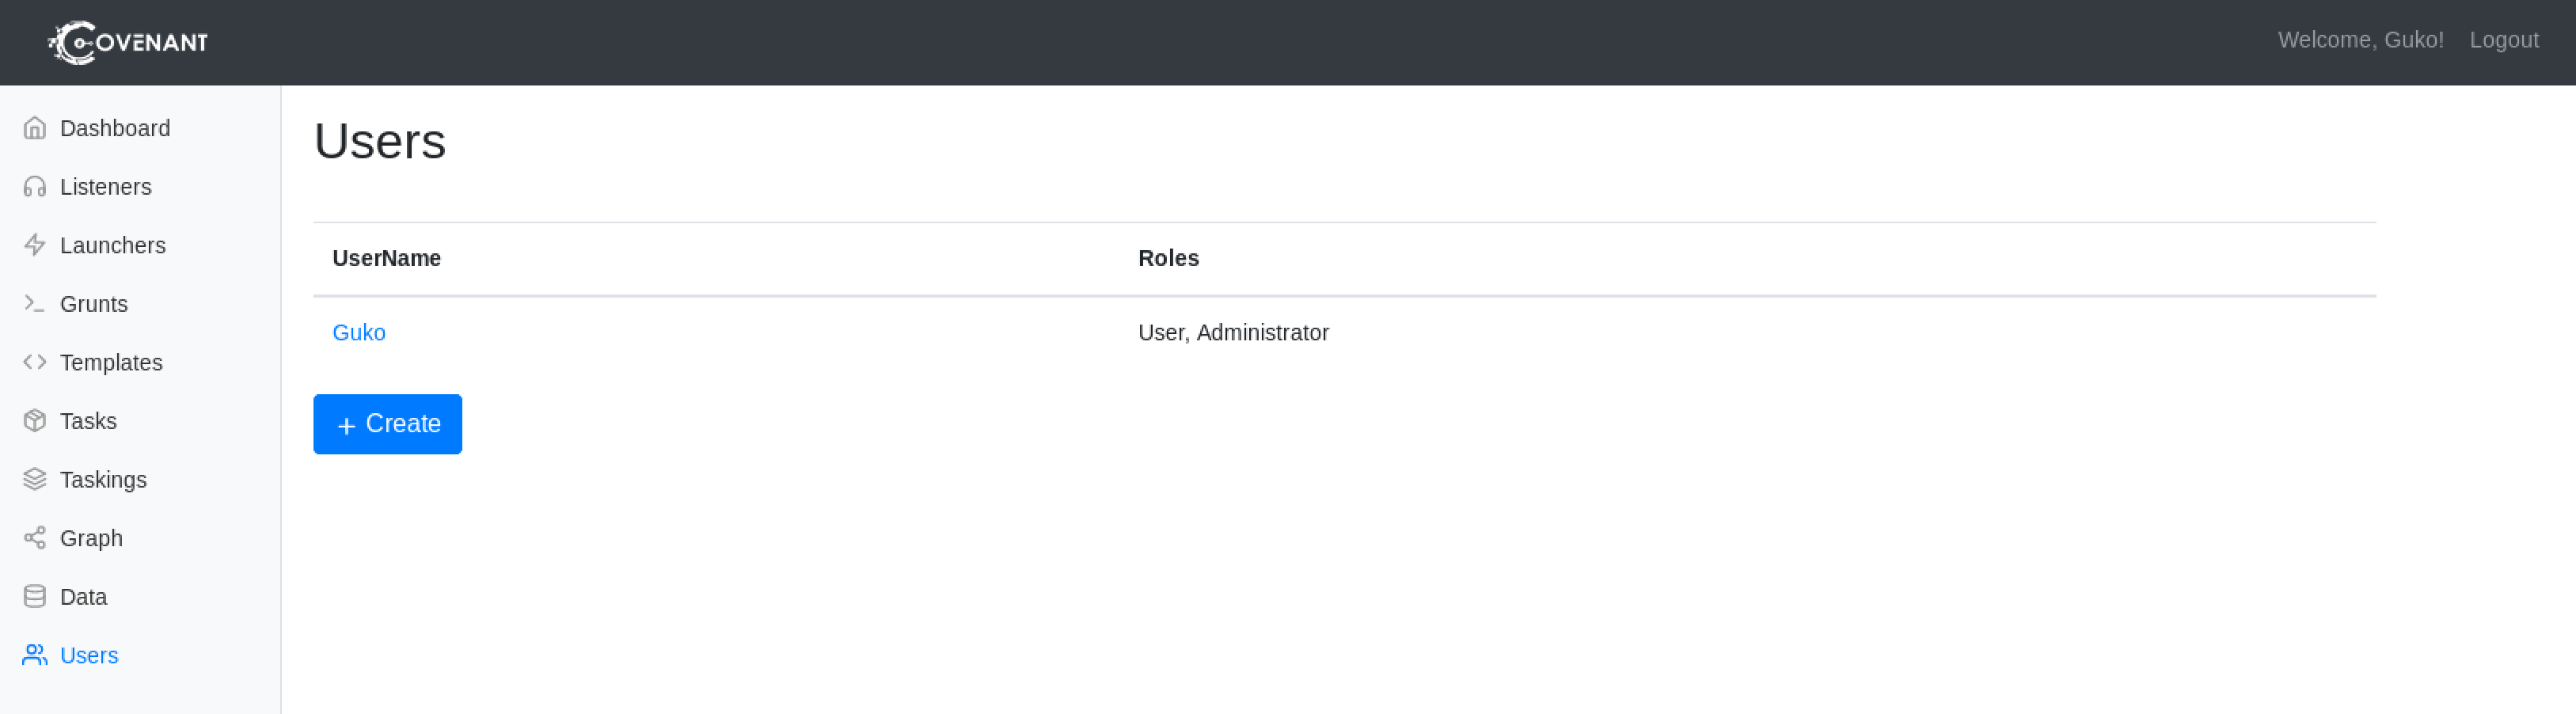 COVENANT
Welcome, Guko! Logout
Dashboard
Listeners
Launchers
Grunts
Templates
Tasks
Taskings
Graph
Data
Users
Users
UserName Roles
Guko User, Administrator
+ Create